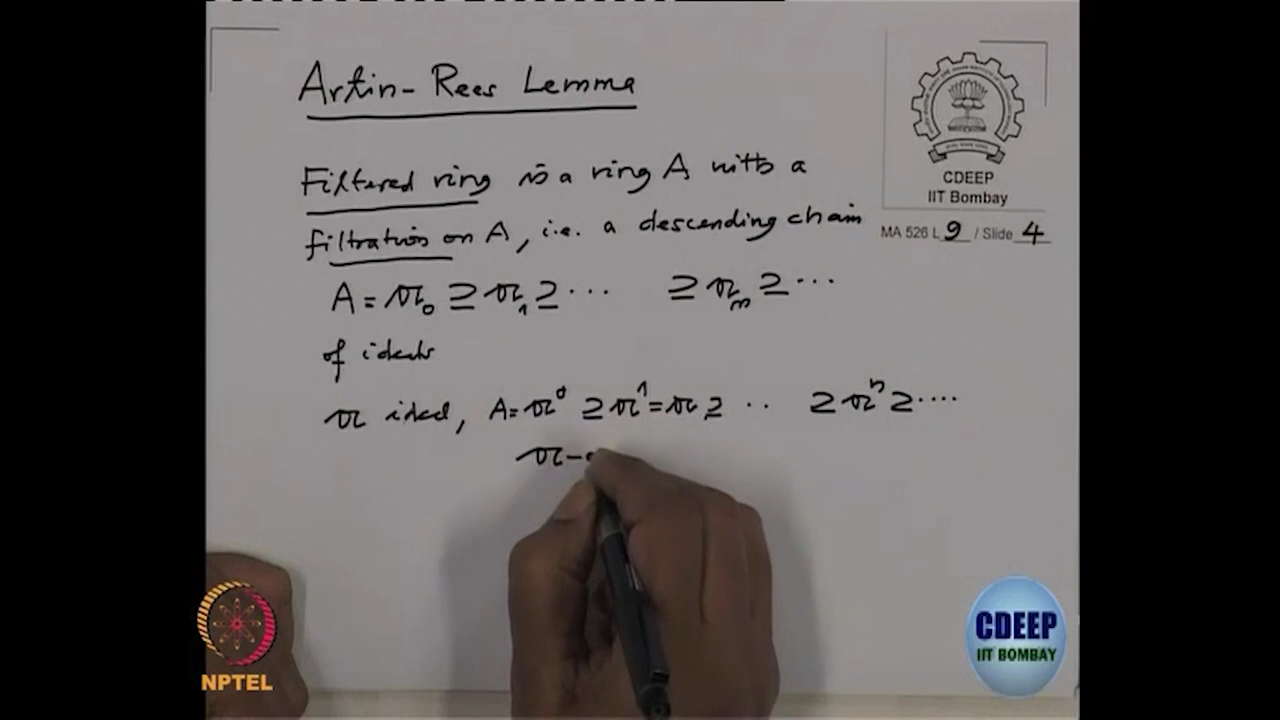 Artin-Rees Lemma
Filtered ring is a ring A with a
filtration on A, i.e. a descending chain
A = 𝔞₀ ⊇ 𝔞₁ ⊇ ··· ⊇ 𝔞ₙ ⊇ ···
of ideals
𝔞 ideal, A = 𝔞⁰ ⊇ 𝔞¹ = 𝔞 ⊇ ·· ⊇ 𝔞ⁿ ⊇ ····
𝔞-
CDEEP
IIT Bombay
MA 526 L 9 / Slide 4
NPTEL
CDEEP
IIT BOMBAY